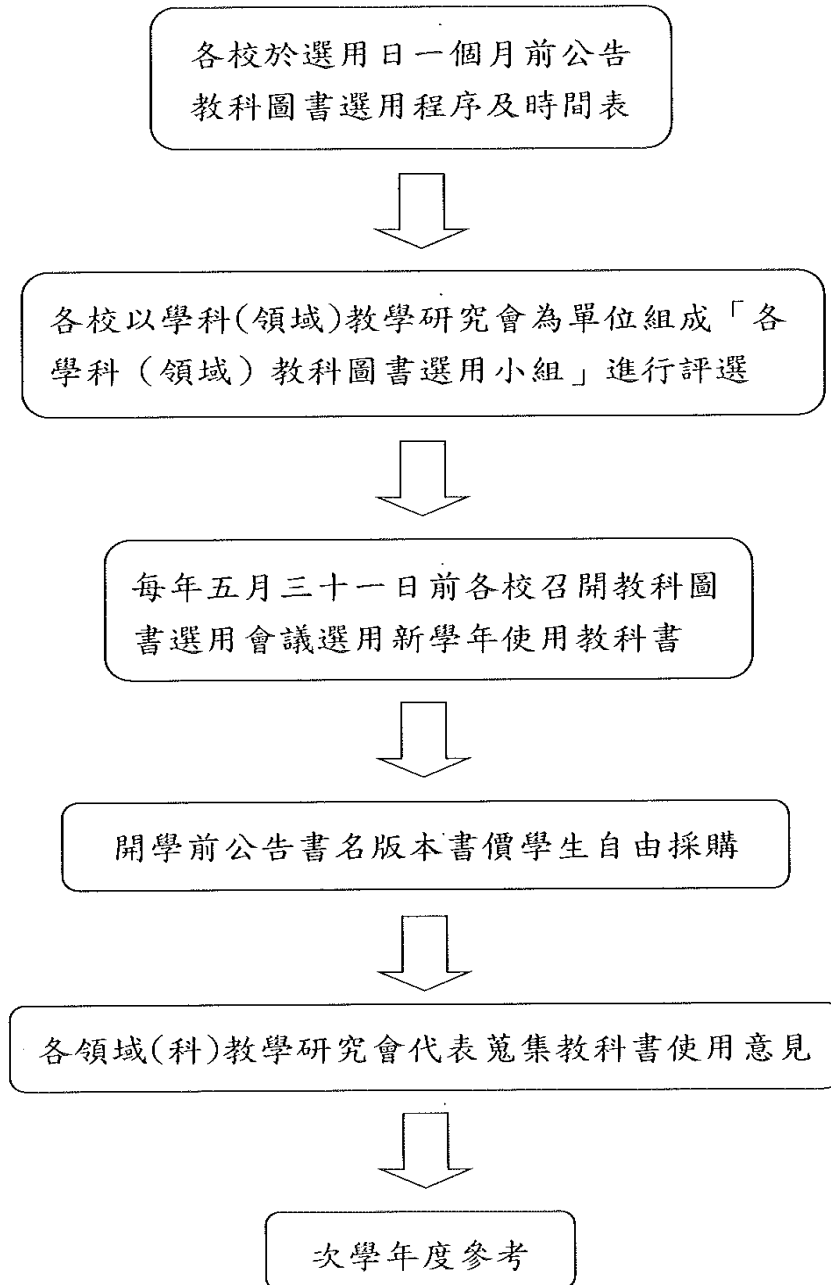 各校於選用日一個月前公告
教科圖書選用程序及時間表
各校以學科(領域)教學研究會為單位組成「各
學科（領域）教科圖書選用小組」進行評選
每年五月三十一日前各校召開教科圖
書選用會議選用新學年使用教科書
開學前公告書名版本書價學生自由採購
各領域(科)教學研究會代表蒐集教科書使用意見
次學年度參考